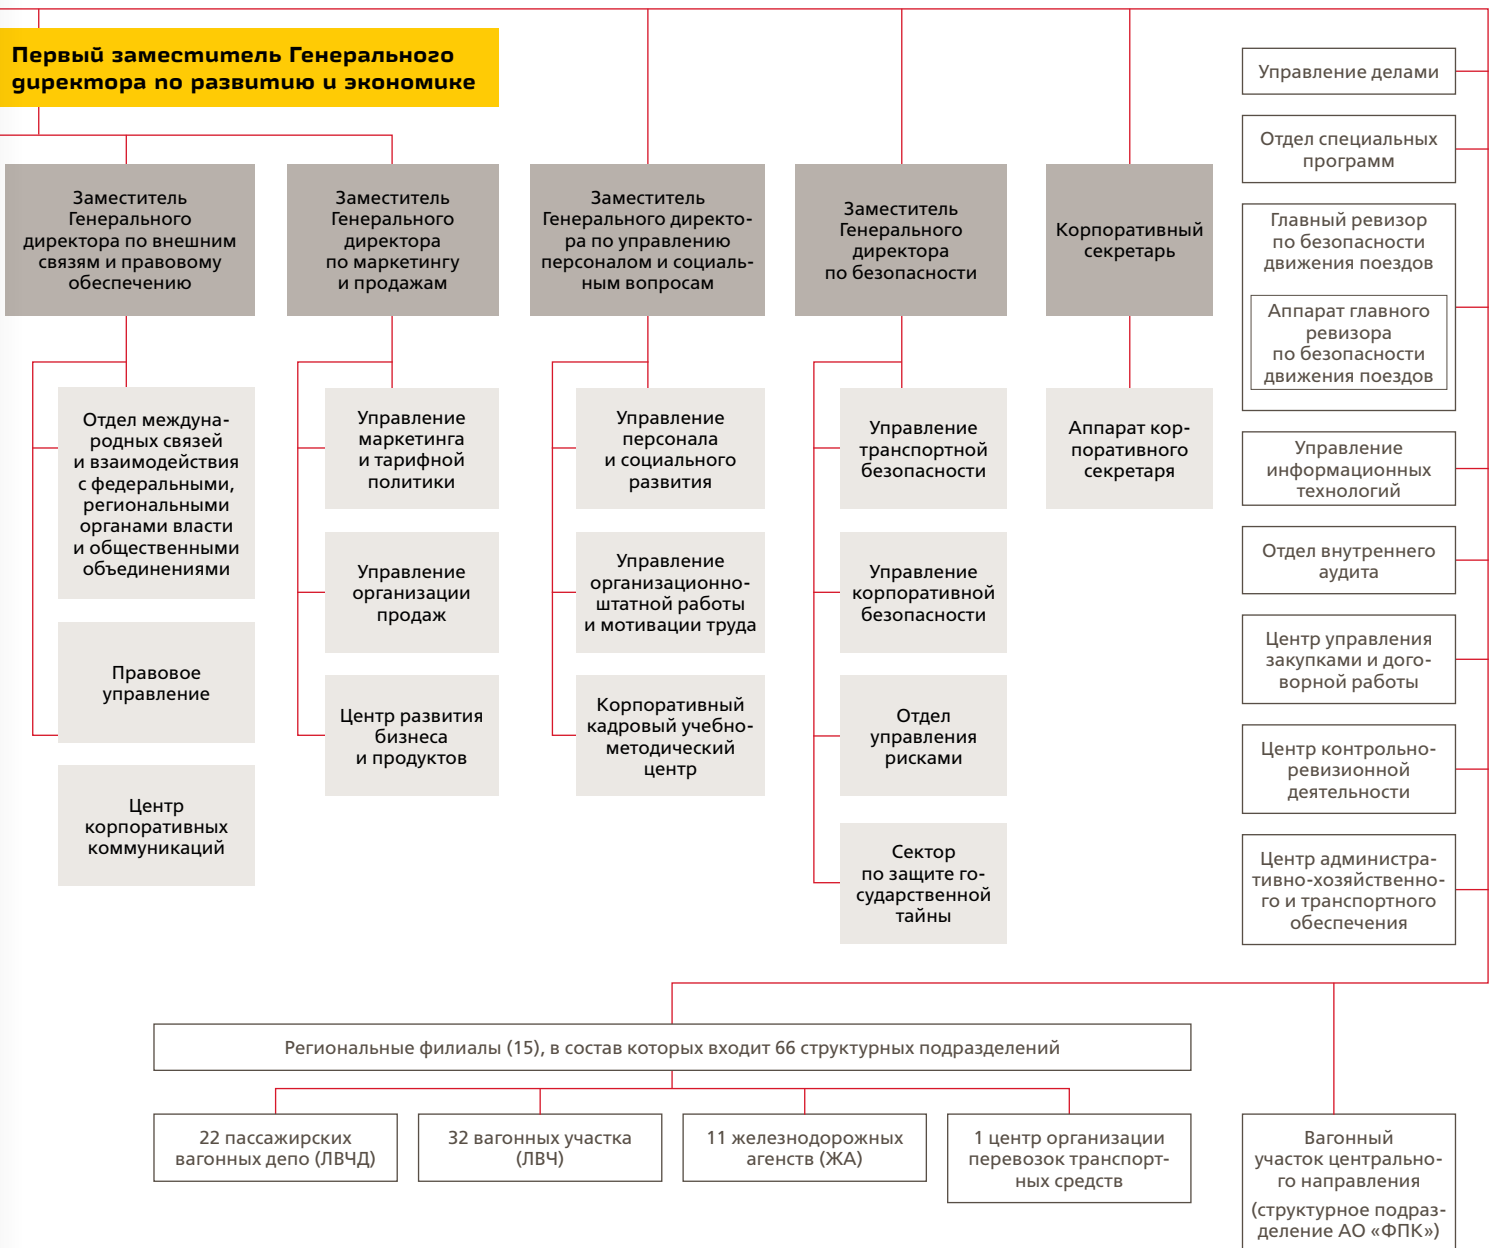 Первый заместитель Генерального
директора по развитию и экономике
Заместитель
Генерального
директора по внешним
связям и правовому
обеспечению
Отдел междуна-
родных связей
и взаимодействия
с федеральными,
региональными
органами власти
и общественными
объединениями
Правовое
управление
Центр
корпоративных
коммуникаций
Заместитель
Генерального
директора
по маркетингу
и продажам
Управление
маркетинга
и тарифной
политики
Управление
организации
продаж
Центр развития
бизнеса
и продуктов
Заместитель
Генерального директо-
ра по управлению
персоналом и социаль-
ным вопросам
Управление
персонала
и социального
развития
Управление
организационно-
штатной работы
и мотивации труда
Корпоративный
кадровый учебно-
методический
центр
Заместитель
Генерального
директора
по безопасности
Управление
транспортной
безопасности
Управление
корпоративной
безопасности
Отдел
управления
рисками
Сектор
по защите го-
сударственной
тайны
Корпоративный
секретарь
Аппарат кор-
поративного
секретаря
Управление делами
Отдел специальных
программ
Главный ревизор
по безопасности
движения поездов
Аппарат главного
ревизора
по безопасности
движения поездов
Управление
информационных
технологий
Отдел внутреннего
аудита
Центр управления
закупками и дого-
ворной работы
Центр контрольно-
ревизионной
деятельности
Центр администра-
тивно-хозяйственно-
го и транспортного
обеспечения
Региональные филиалы (15), в состав которых входит 66 структурных подразделений
22 пассажирских
вагонных депо (ЛВЧД)
32 вагонных участка
(ЛВЧ)
11 железнодорожных
агенств (ЖА)
1 центр организации
перевозок транспорт-
ных средств
Вагонный
участок центрально-
го направления
(структурное подраз-
деление АО «ФПК»)